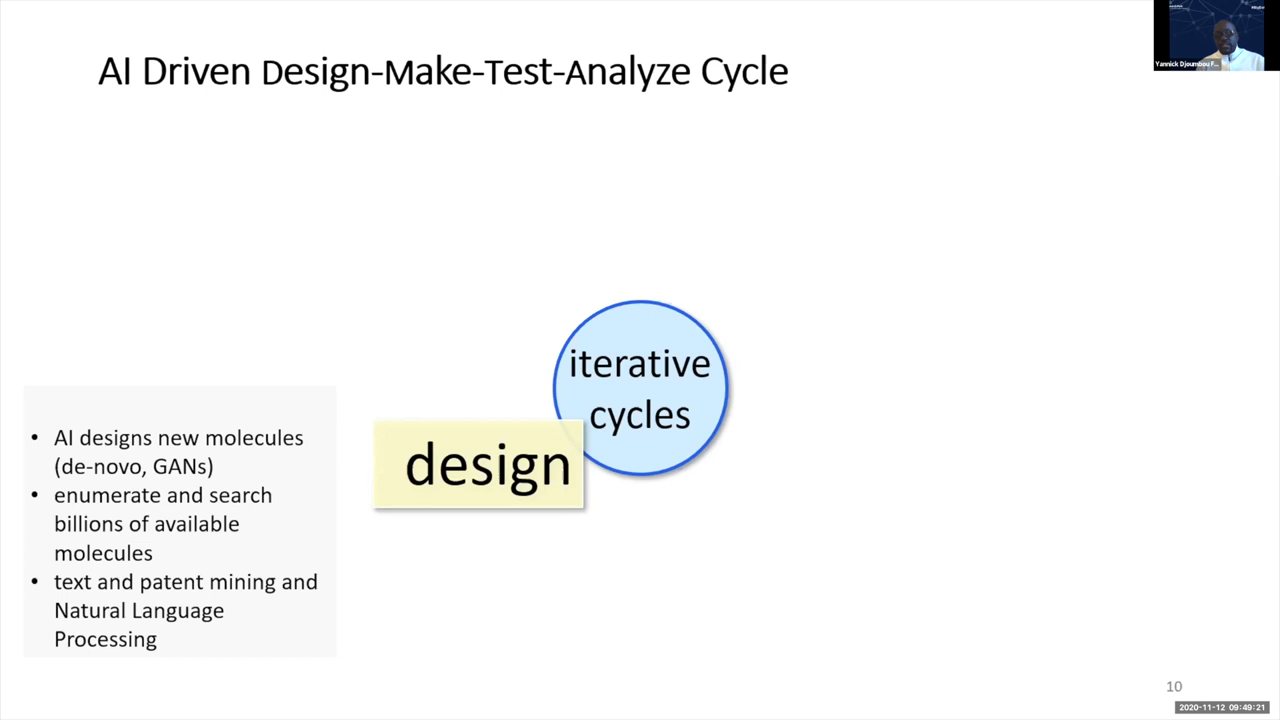 AI Driven Design-Make-Test-Analyze Cycle
Yannick Djoumbou F...
iterative
cycles
design
• AI designs new molecules
(de-novo, GANs)
• enumerate and search
billions of available
molecules
• text and patent mining and
Natural Language
Processing
10
2020-11-12 09:49:21